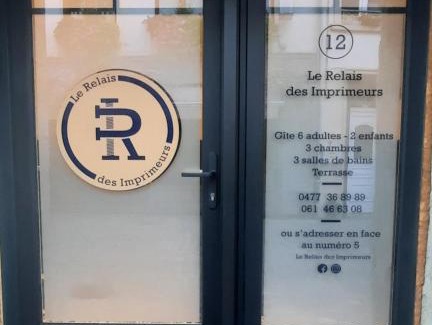 Le Relais
R
des Imprimeurs
12
Le Relais
des Imprimeurs
Gîte 6 adultes - 2 enfants
3 chambres
3 salles de bains
Terrasse
0477 36 89 89
061 46 63 08
ou s'adresser en face
au numéro 5
Le Relais des Imprimeurs